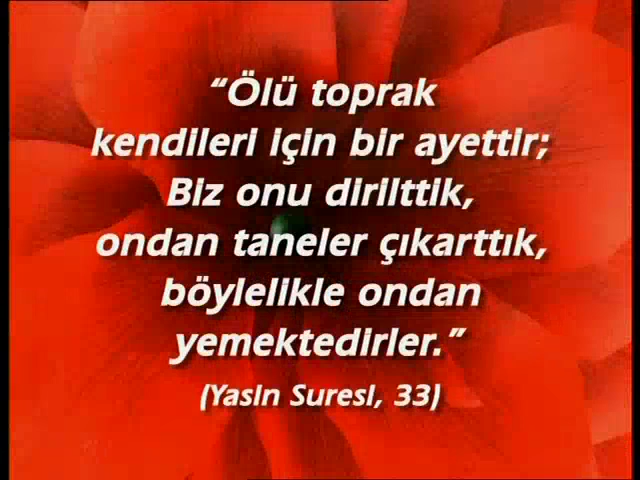 “Ölü toprak
kendileri için bir ayettir;
Biz onu dirilttik,
ondan taneler çıkarttık,
böylelikle ondan
yemektedirler.”
(Yasin Suresi, 33)